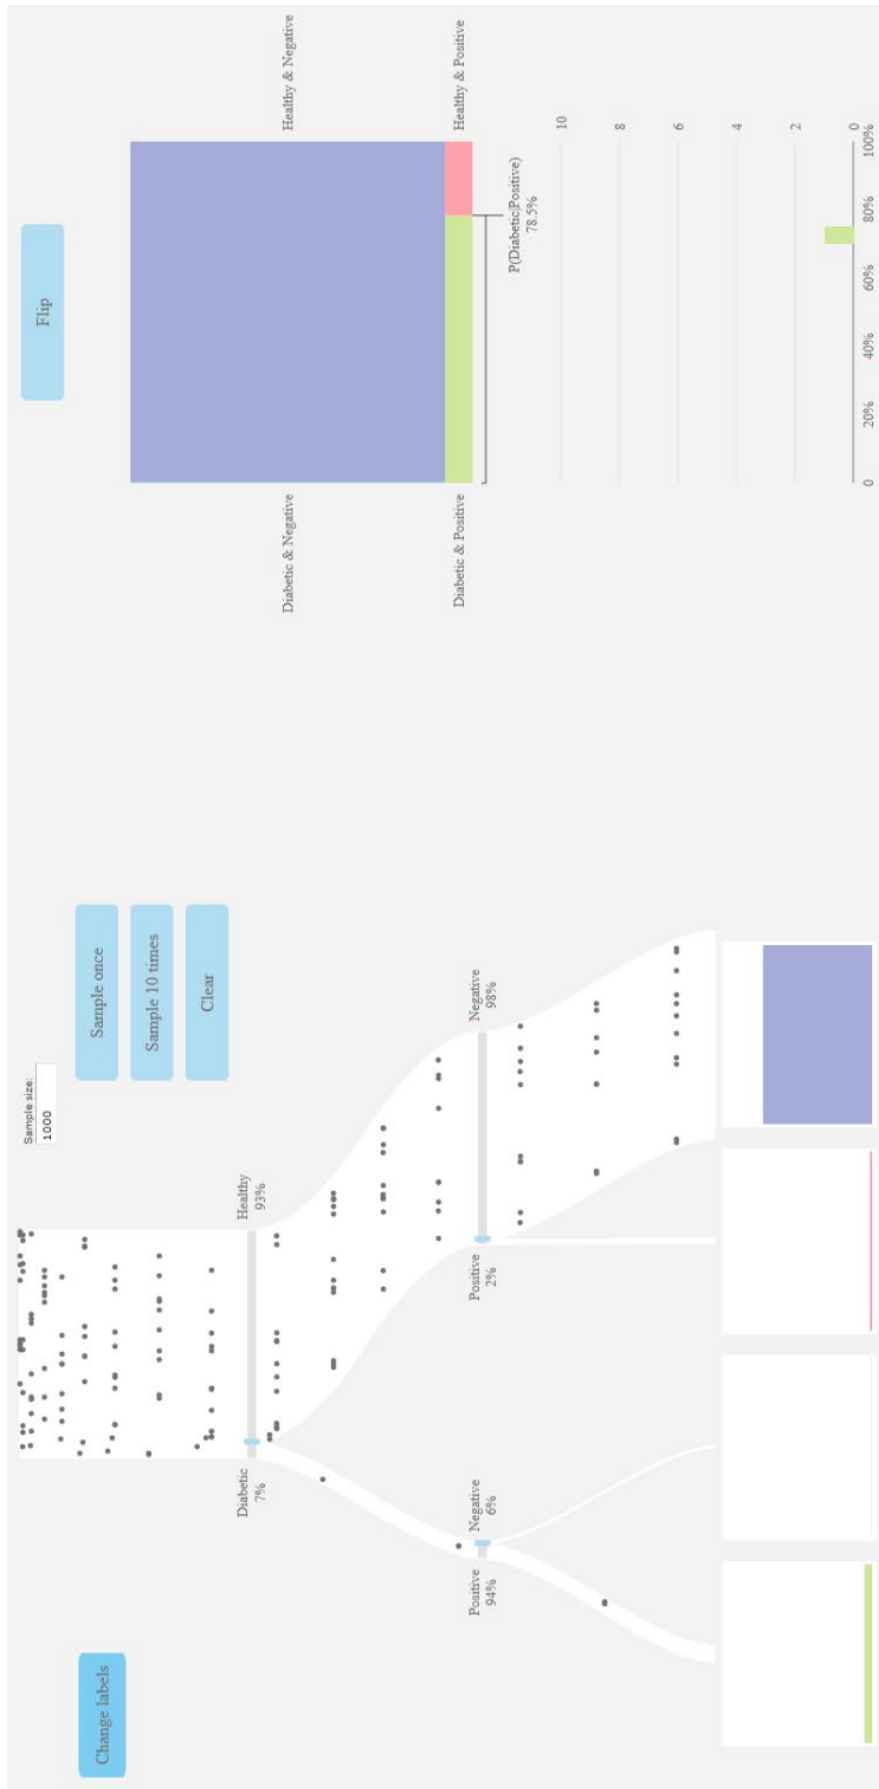 Change labels
Sample size:
1000
Sample once
Sample 10 times
Clear
Diabetic
7%
Healthy
93%
Positive
94%
Negative
6%
Positive
2%
Negative
98%
Flip
Diabetic & Negative
Healthy & Negative
Diabetic & Positive
Healthy & Positive
P(Diabetic|Positive)
78.5%
10
8
6
4
2
0
0 20% 40% 60% 80% 100%